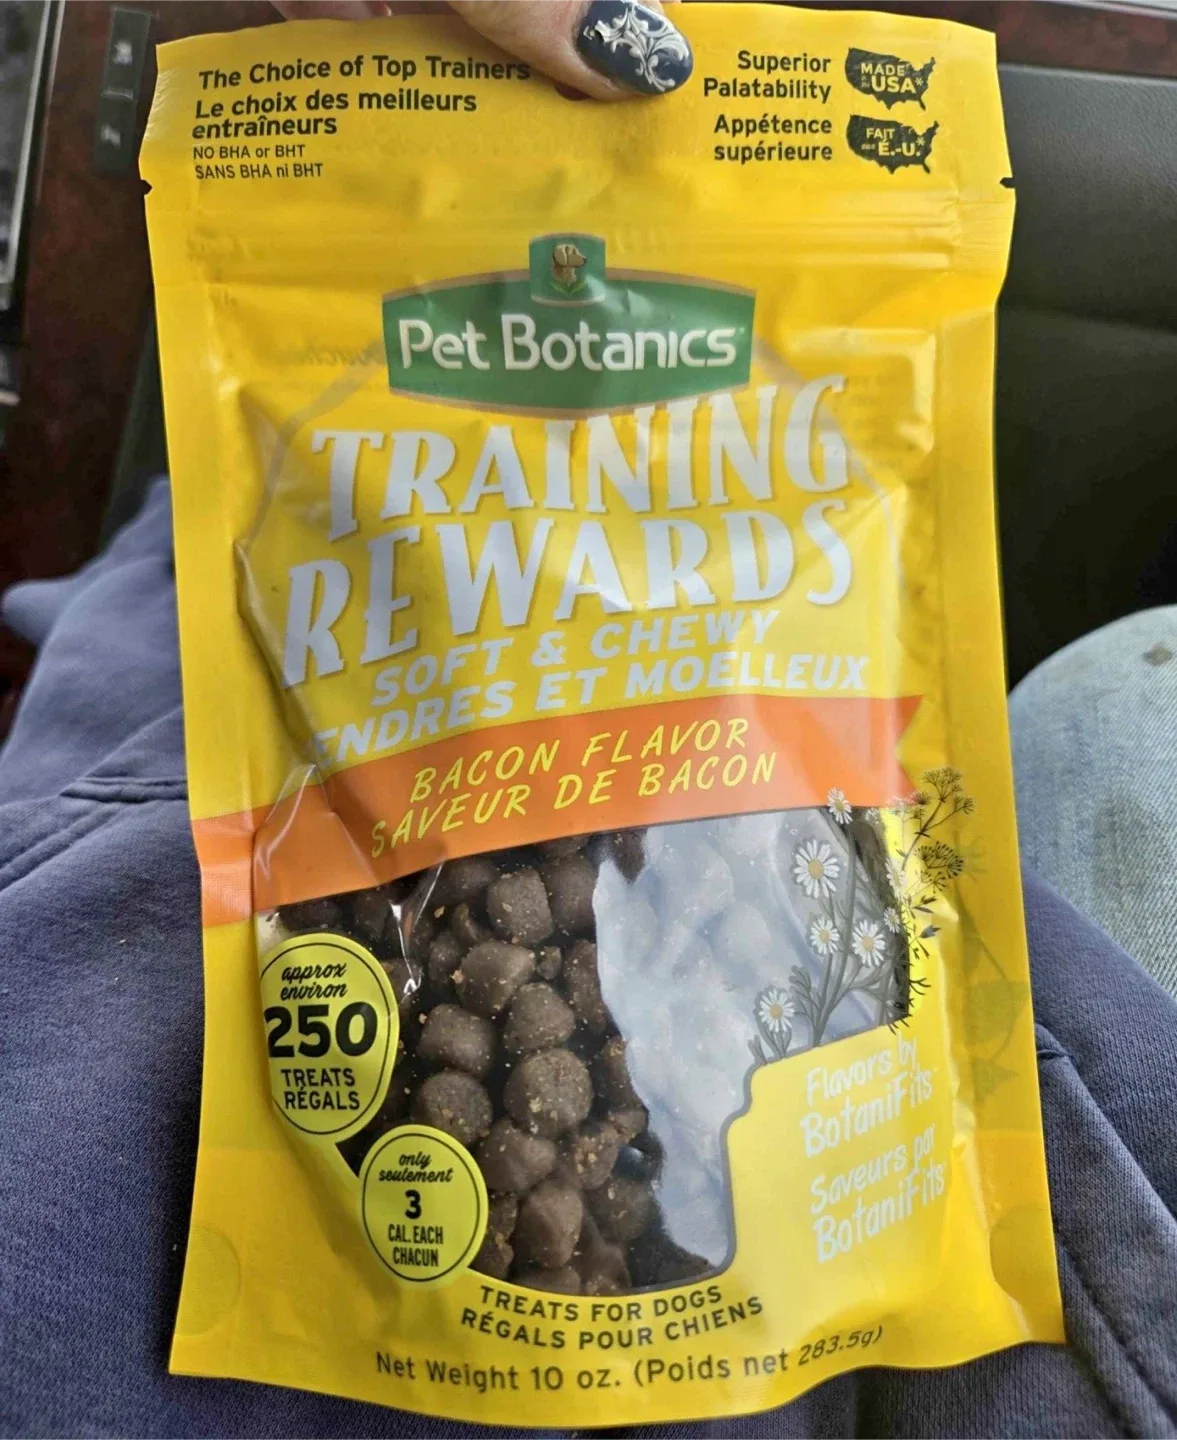 The Choice of Top Trainers
Le choix des meilleurs
entraîneurs
NO BHA or BHT
SANS BHA ni BHT
Superior
Palatability
MADE
USA*
Appétence
supérieure
FAIT
É.-U.*
Pet Botanics
TRAINING
REWARDS
SOFT & CHEWY
ENDRES ET MOELLEUX
BACON FLAVOR
SAVEUR DE BACON
approx
environ
250
TREATS
RÉGALS
only
seulement
3
CAL. EACH
CHACUN
Flavors by
BotaniFits™
Saveurs par
BotaniFits™
TREATS FOR DOGS
RÉGALS POUR CHIENS
Net Weight 10 oz. (Poids net 283.5g)